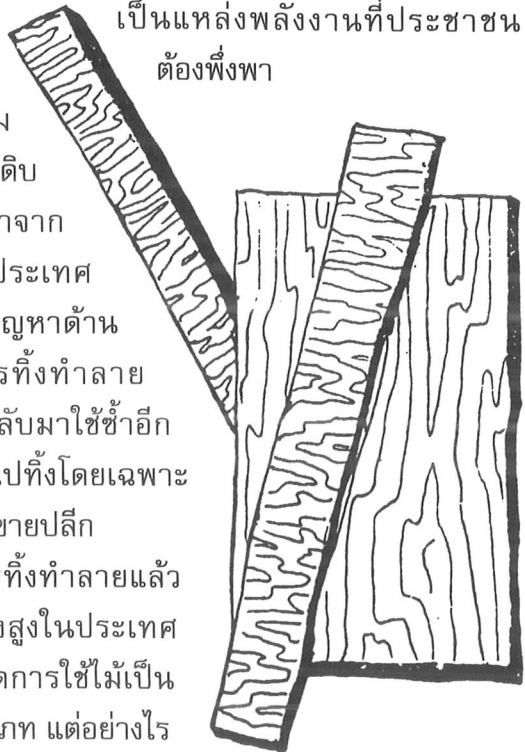 เป็นแหล่งพลังงานที่ประชาชน
ต้องพึ่งพา
ดิบ
าจาก
ประเทศ
ญหาด้าน
รทิ้งทำลาย
ลับมาใช้ซ้ำอีก
ปทิ้งโดยเฉพาะ
ขายปลีก
ทิ้งทำลายแล้ว
งสูงในประเทศ
ดการใช้ไม้เป็น
ภท แต่อย่างไร